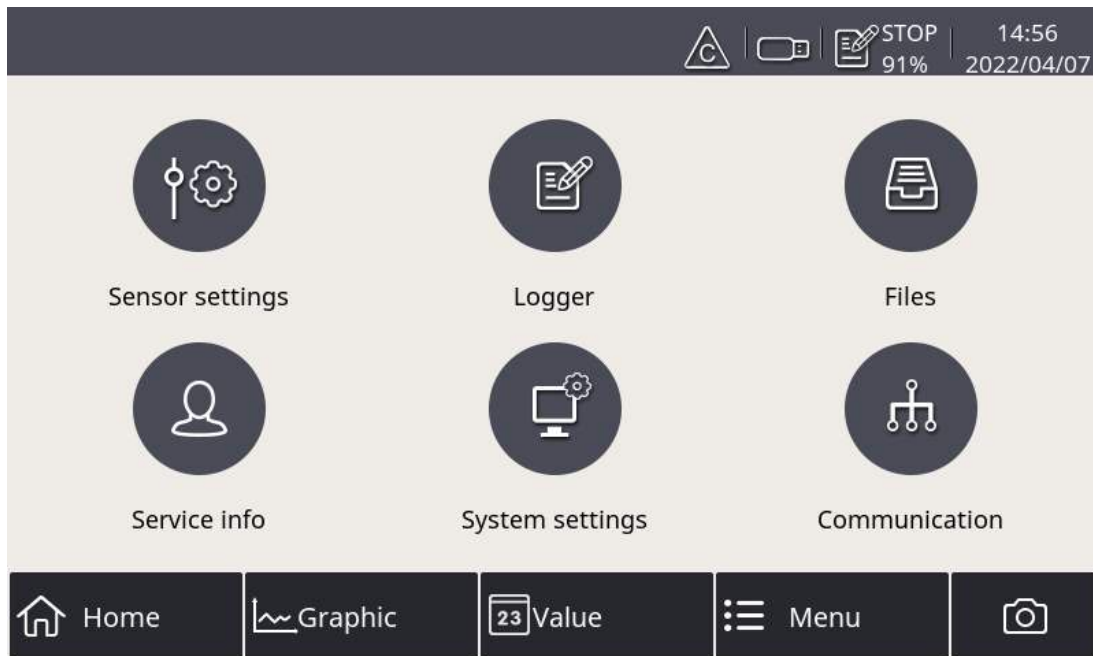 C
STOP
91%
14:56
2022/04/07
Sensor settings
Logger
Files
Service info
System settings
Communication
Home
Graphic
23
Value
Menu